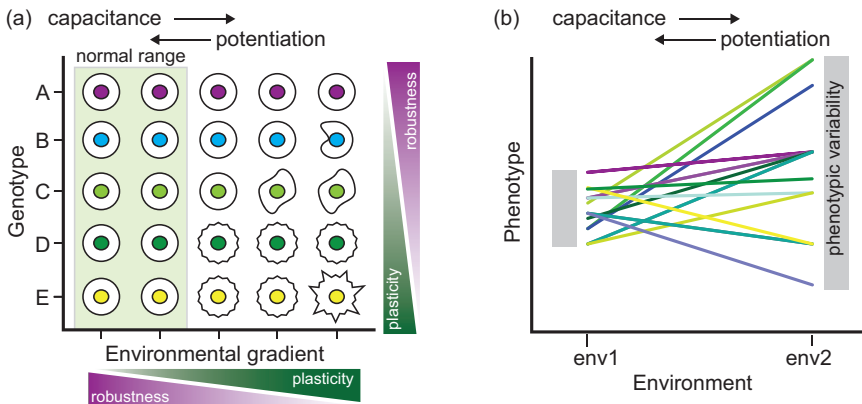 (a)
capacitance
potentiation
normal range
Genotype
A
B
C
D
E
robustness
plasticity
Environmental gradient
plasticity
robustness
(b)
capacitance
potentiation
Phenotype
phenotypic variability
env1
env2
Environment